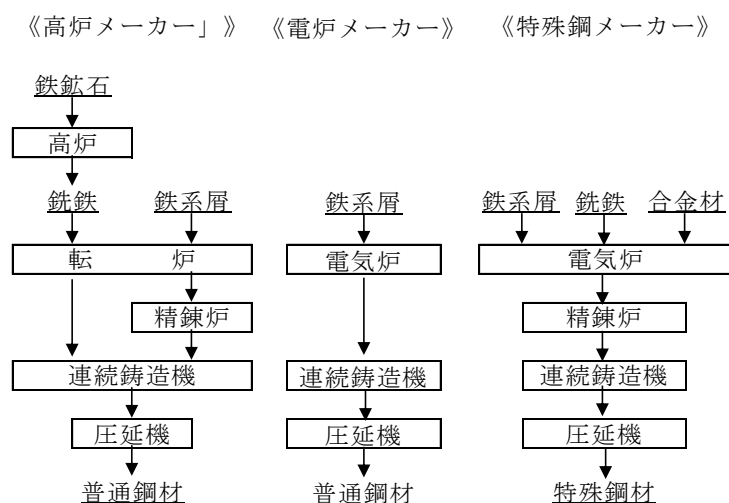 《高炉メーカー」》 《電炉メーカー》 《特殊鋼メーカー》
鉄鉱石
高炉
銑鉄 鉄系屑 鉄系屑 鉄系屑 銑鉄 合金材
転 炉 電気炉 電気炉
精錬炉 精錬炉
連続鋳造機 連続鋳造機 連続鋳造機
圧延機 圧延機 圧延機
普通鋼材 普通鋼材 特殊鋼材